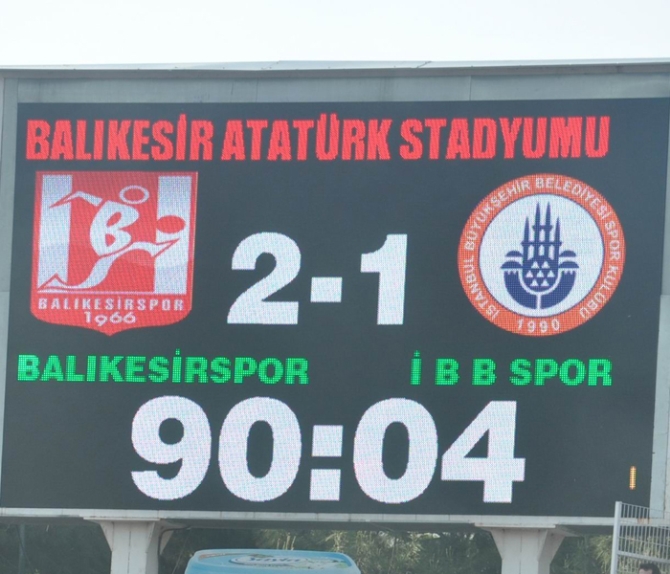 BALIKESİR ATATÜRK STADYUMU
BALIKESİRSPOR
1966
2-1
İSTANBUL BÜYÜKŞEHİR BELEDİYESİ SPOR KULÜBÜ
1990
BALIKESİRSPOR İ B B SPOR
90:04